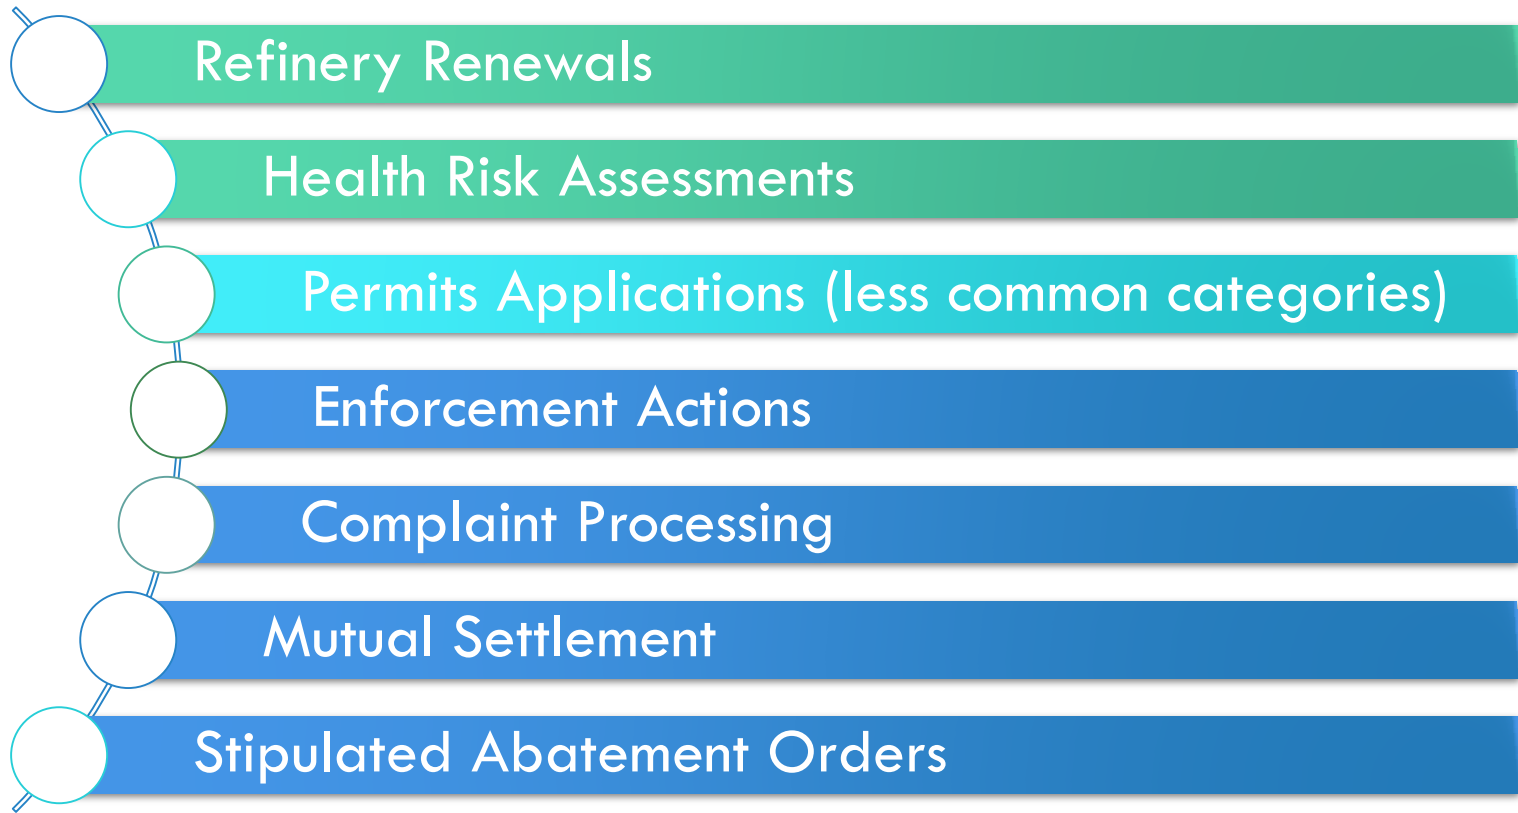 Refinery Renewals
Health Risk Assessments
Permits Applications (less common categories)
Enforcement Actions
Complaint Processing
Mutual Settlement
Stipulated Abatement Orders